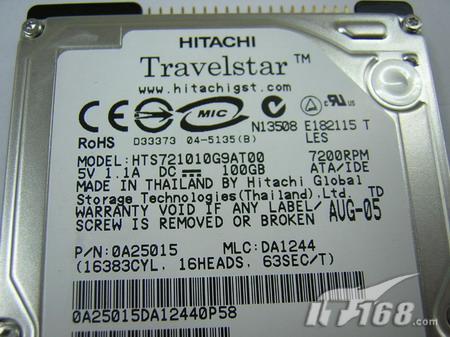 HITACHI
Travelstar™
www.hitachigst.com
CE MIC N
N13508 E182115 T
RoHS D33373 04-5135(B) LES
MODEL: HTS721010G9AT00 7200RPM
5V 1.1A DC 100GB ATA/IDE
MADE IN THAILAND BY Hitachi Global
Storage Technologies(Thailand).Ltd. TD
WARRANTY VOID IF ANY LABEL/ AUG-05
SCREW IS REMOVED OR BROKEN
P/N:0A25015 MLC:DA1244
(16383CYL. 16HEADS. 63SEC/T)
0A25015DA12440P58
IT168.com